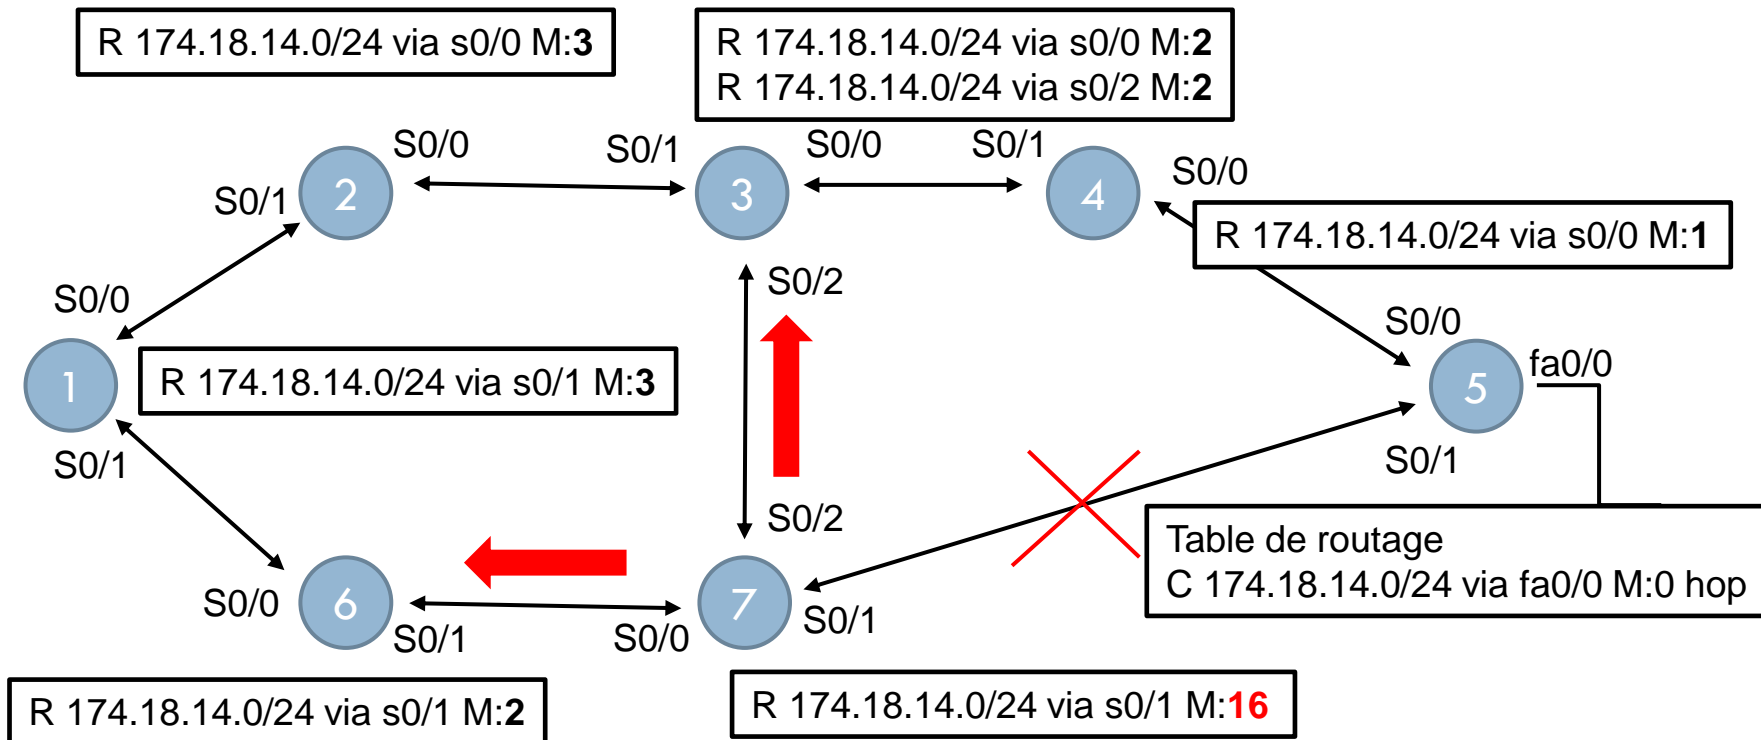 R 174.18.14.0/24 via s0/0 M:3
R 174.18.14.0/24 via s0/0 M:2
R 174.18.14.0/24 via s0/2 M:2
S0/0
S0/1
S0/0
S0/1
S0/0
S0/1
2
3
4
R 174.18.14.0/24 via s0/0 M:1
S0/0
S0/2
S0/0
fa0/0
1
R 174.18.14.0/24 via s0/1 M:3
5
S0/1
S0/1
S0/2
Table de routage
C 174.18.14.0/24 via fa0/0 M:0 hop
S0/0
6
S0/1
S0/0
7
S0/1
R 174.18.14.0/24 via s0/1 M:2
R 174.18.14.0/24 via s0/1 M:16